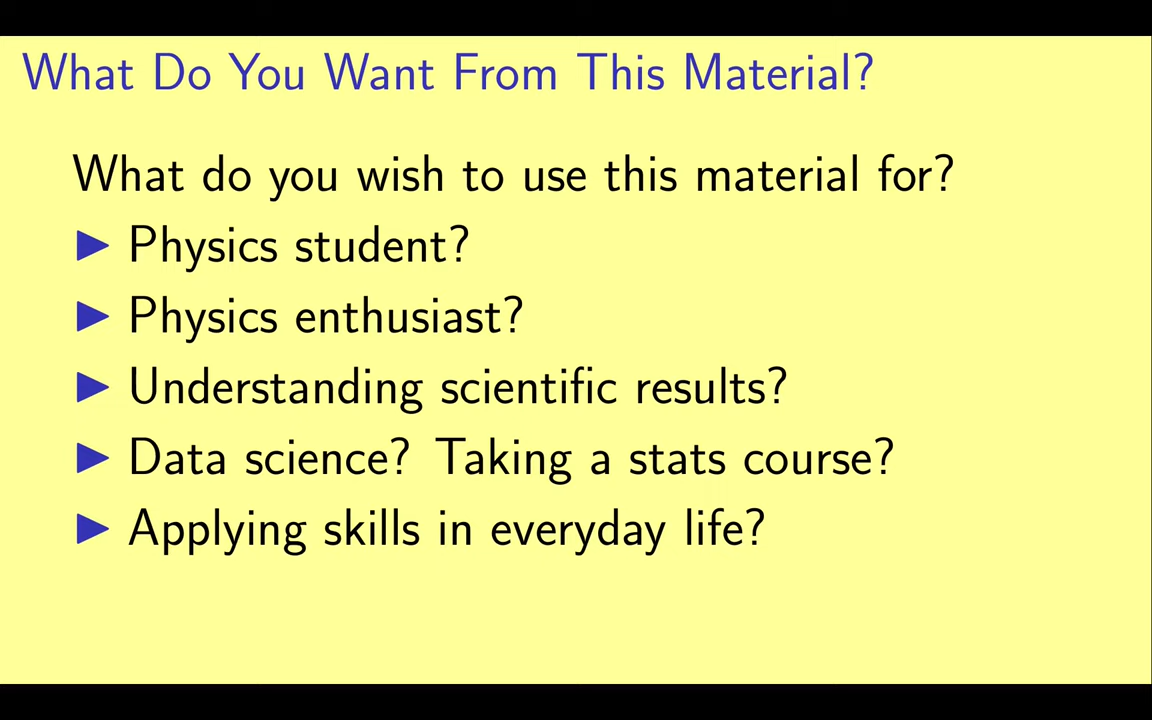 What Do You Want From This Material?
What do you wish to use this material for?
▶ Physics student?
▶ Physics enthusiast?
▶ Understanding scientific results?
▶ Data science? Taking a stats course?
▶ Applying skills in everyday life?